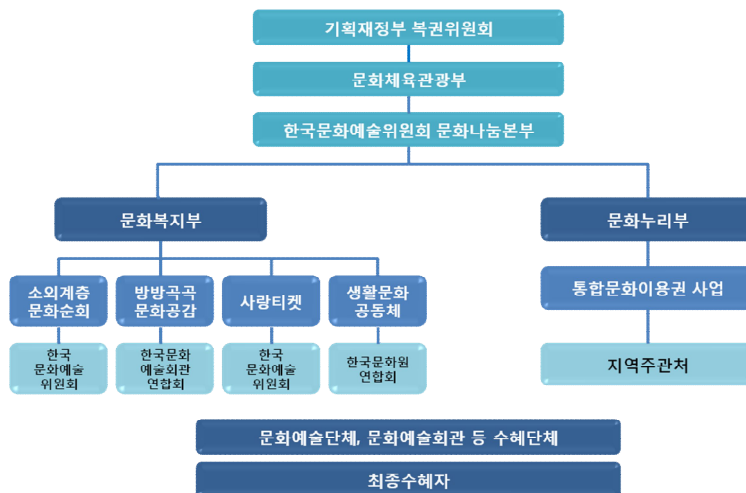 기획재정부 복권위원회
문화체육관광부
한국문화예술위원회 문화나눔본부
문화복지부
문화누리부
소외계층
문화순회
방방곡곡
문화공감
사랑티켓
생활문화
공동체
통합문화이용권 사업
한국
문화예술
위원회
한국문화
예술회관
연합회
한국
문화예술
위원회
한국문화원
연합회
지역주관처
문화예술단체, 문화예술회관 등 수혜단체
최종수혜자